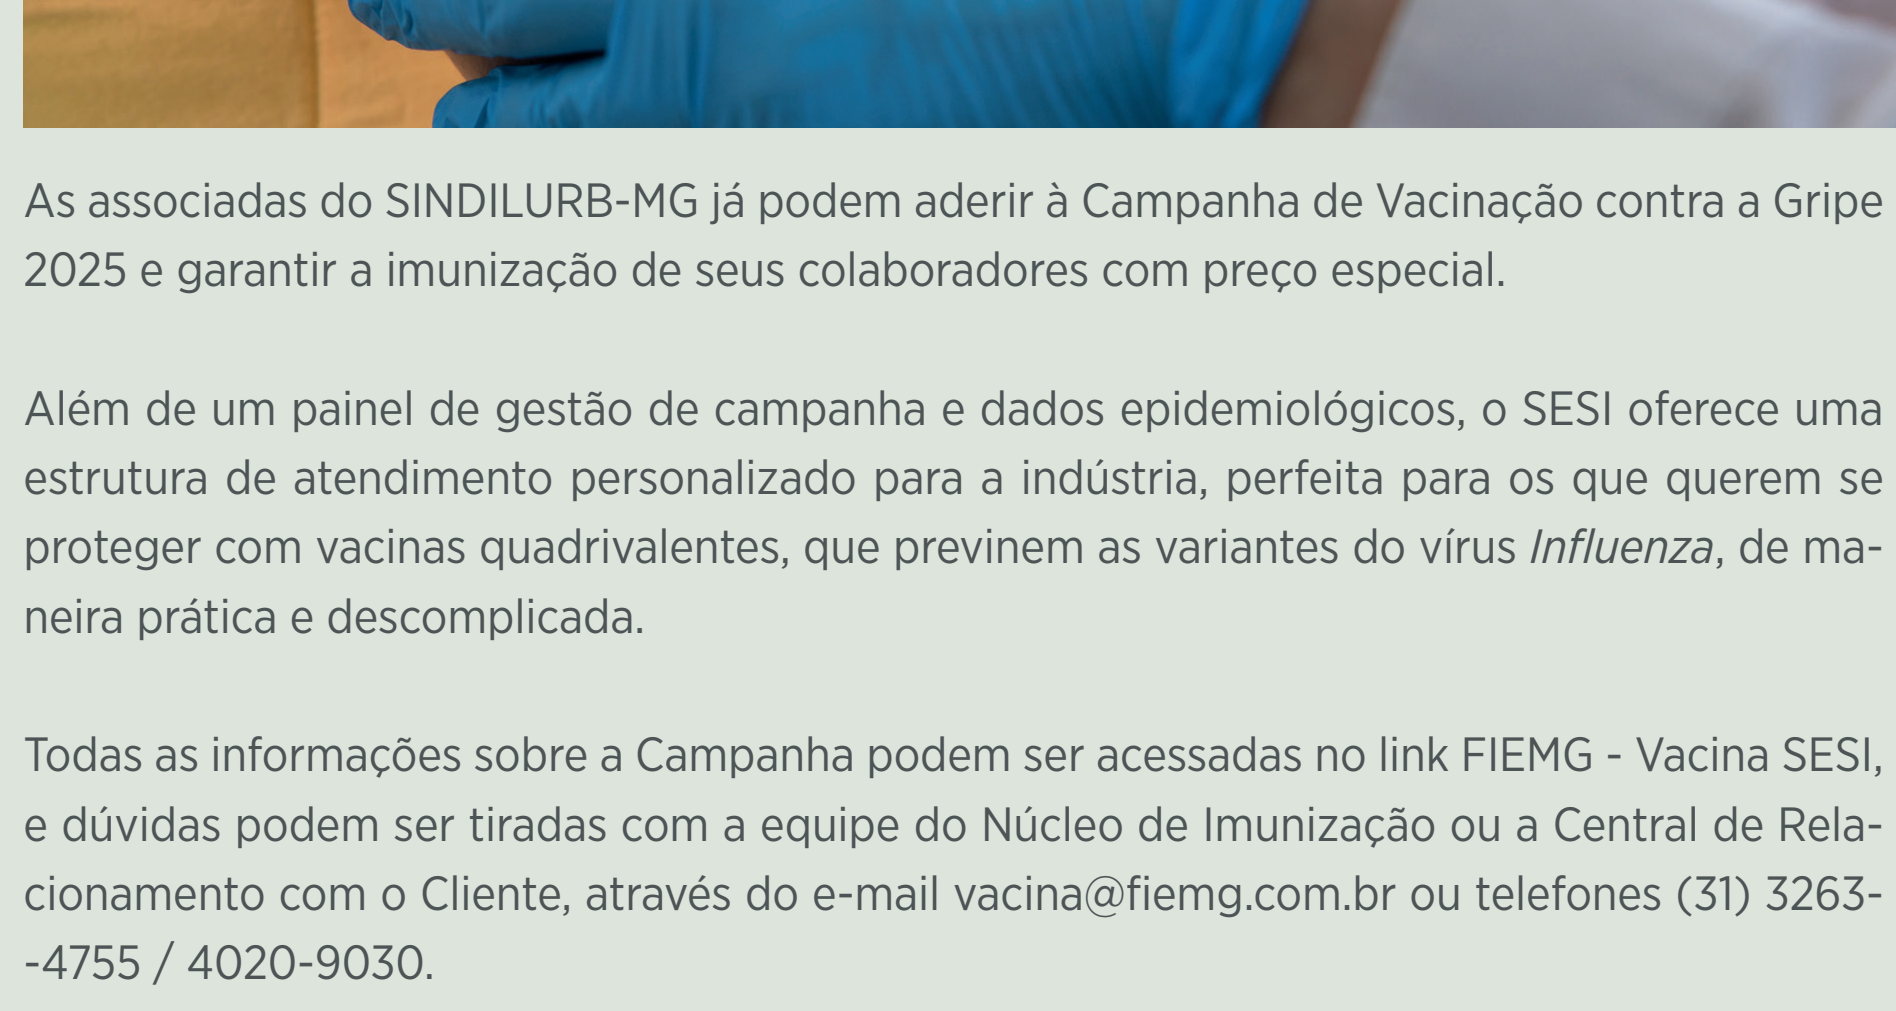 As associadas do SINDILURB-MG já podem aderir à Campanha de Vacinação contra a Gripe
2025 e garantir a imunização de seus colaboradores com preço especial.
Além de um painel de gestão de campanha e dados epidemiológicos, o SESI oferece uma
estrutura de atendimento personalizado para a indústria, perfeita para os que querem se
proteger com vacinas quadrivalentes, que previnem as variantes do vírus Influenza, de ma-
neira prática e descomplicada.
Todas as informações sobre a Campanha podem ser acessadas no link FIEMG - Vacina SESI,
e dúvidas podem ser tiradas com a equipe do Núcleo de Imunização ou a Central de Rela-
cionamento com o Cliente, através do e-mail vacina@fiemg.com.br ou telefones (31) 3263-
-4755 / 4020-9030.